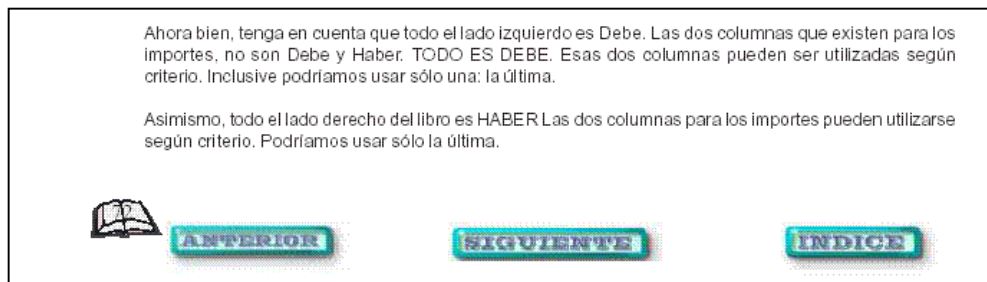 Ahora bien, tenga en cuenta que todo el lado izquierdo es Debe. Las dos columnas que existen para los
importes, no son Debe y Haber. TODO ES DEBE. Esas dos columnas pueden ser utilizadas según
criterio. Inclusive podríamos usar sólo una: la última.
Asimismo, todo el lado derecho del libro es HABER Las dos columnas para los importes pueden utilizarse
según criterio. Podríamos usar sólo la última.
ANTERIOR SIGUIENTE INDICE